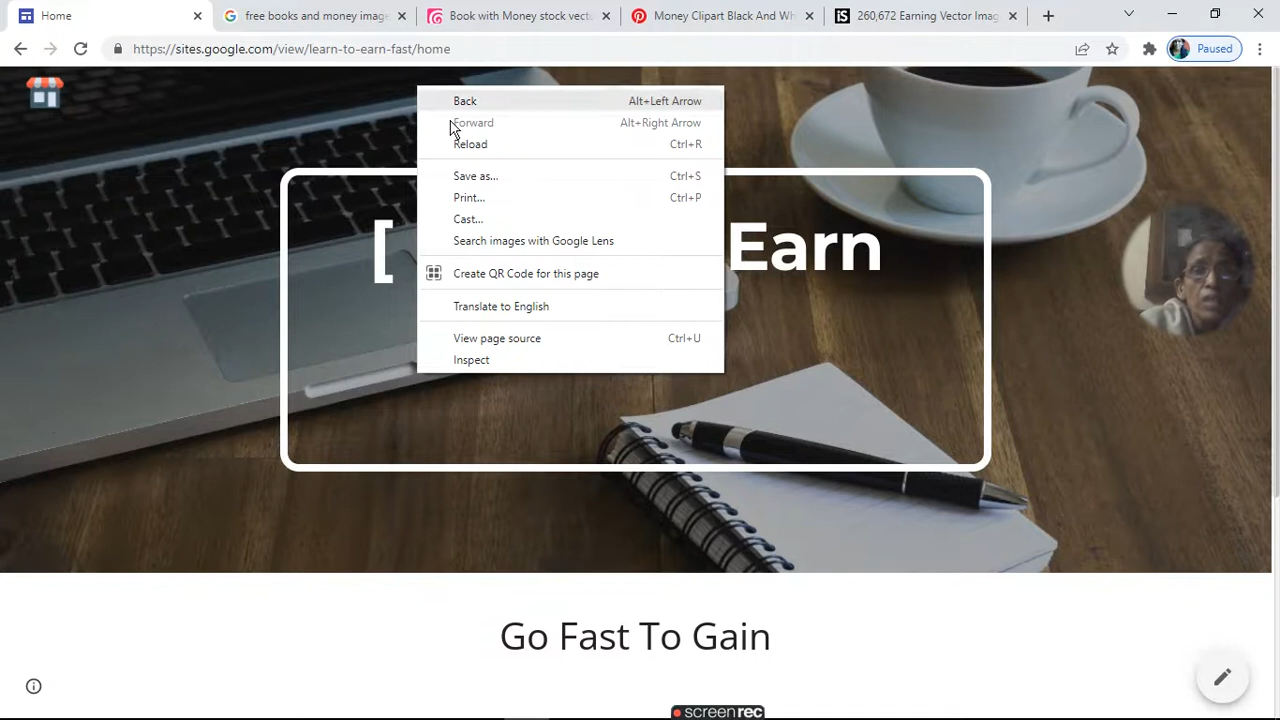 Home
free books and money image
Book with Money stock vecto
Money Clipart Black And Wh
iS 260,672 Earning Vector Imag
https://sites.google.com/view/learn-to-earn-fast/home
Paused
Back Alt+Left Arrow
Forward Alt+Right Arrow
Reload Ctrl+R
Save as... Ctrl+S
Print... Ctrl+P
Cast...
Search images with Google Lens
Create QR Code for this page
Translate to English
View page source Ctrl+U
Inspect
[ Earn
Go Fast To Gain
screenrec